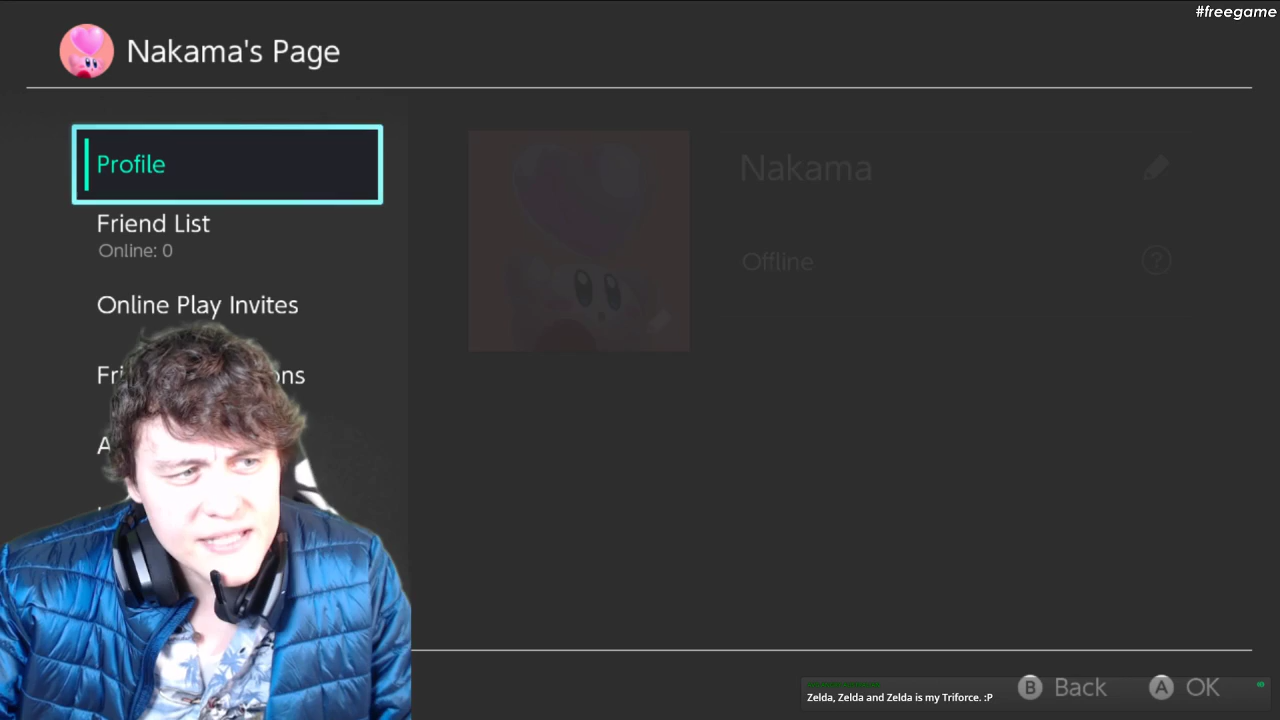 #freegame
Nakama's Page
Profile
Friend List
Online: 0
Online Play Invites
Nakama
Offline
?
Zelda, Zelda and Zelda is my Triforce. :P
B Back
A OK